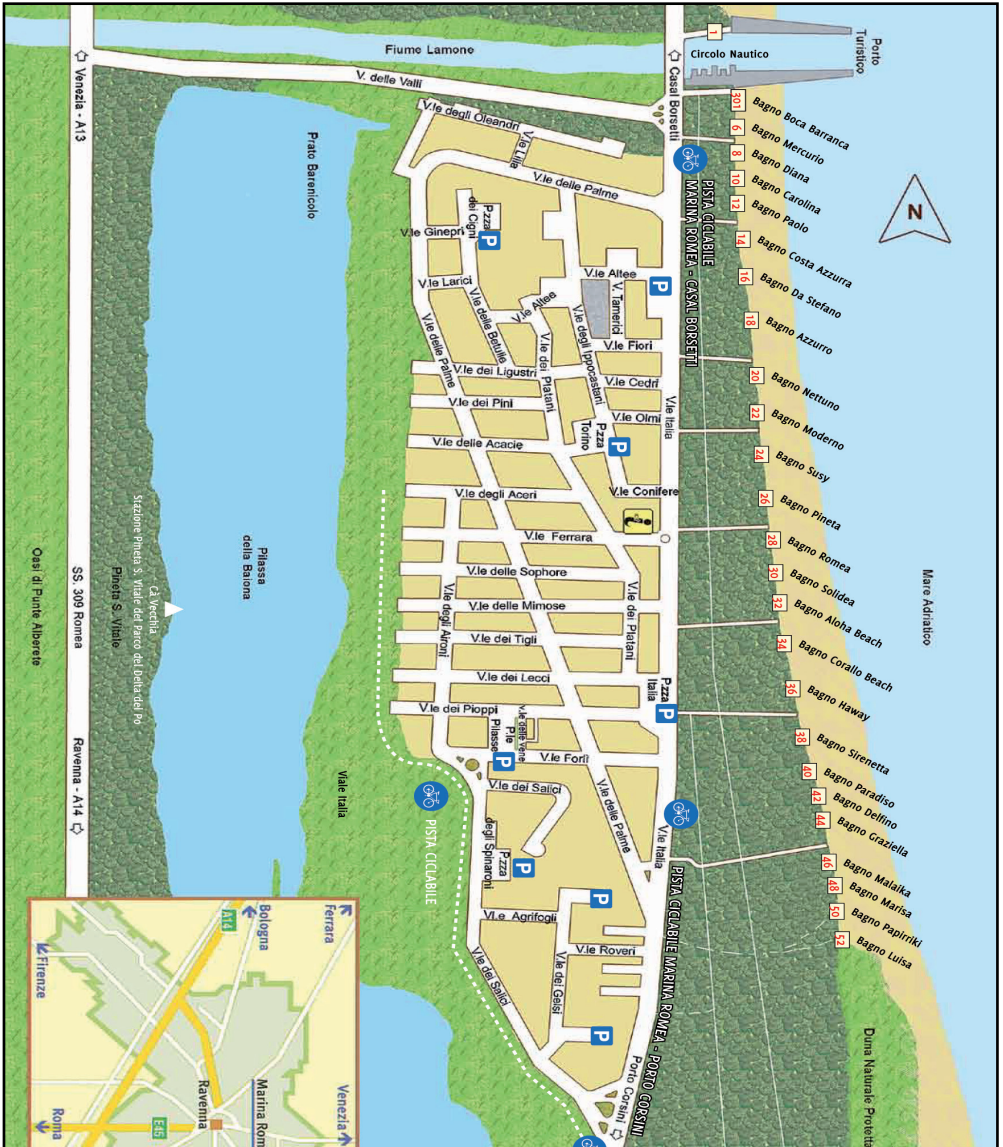 Porto
Turistico
1
Circolo Nautico
Fiume Lamone
Casal Borsetti
Venezia - A13
V. delle Valli
301 Bagno Boca Barranca
6 Bagno Mercurio
8 Bagno Diana
10 Bagno Carolina
12 Bagno Paolo
14 Bagno Costa Azzurra
16 Bagno Da Stefano
18 Bagno Azzurro
20 Bagno Nettuno
22 Bagno Moderno
24 Bagno Susy
26 Bagno Pineta
28 Bagno Romea
30 Bagno Solidea
32 Bagno Aloha Beach
34 Bagno Corallo Beach
36 Bagno Haway
38 Bagno Sirenetta
40 Bagno Paradiso
42 Bagno Delfino
44 Bagno Graziella
46 Bagno Malaika
48 Bagno Marisa
50 Bagno Papirriki
52 Bagno Luisa
N
Mare Adriatico
PISTA CICLABILE
MARINA ROMEA - CASAL BORSETTI
V.le degli Oleandri
V.le Lilla
V.le delle Palme
P.zza
dei Cigni
P
V.le Ginepri
V.le Larici
V.le Altee
P
V. Tamerici
V.le Altee
V.le delle Betulle
V.le degli Ippocastani
V.le Fiori
V.le delle Palme
V.le dei Platani
V.le dei Ligustri
V.le Cedri
V.le Italia
V.le dei Pini
V.le Olmi
P.zza
Torino
P
V.le delle Acacie
V.le Conifere
V.le degli Aceri
i
V.le Ferrara
V.le delle Sophore
V.le degli Aironi
V.le dei Platani
V.le delle Mimose
V.le dei Tigli
V.le dei Lecci
P.zza
Italia
P
V.le dei Pioppi
V.le delle Vene
P.le
Pilasse
P
V.le Forlì
V.le dei Salici
V.le delle Palme
V.le Italia
P.zza
degli Spinaroni
P
P
V.le Agrifogli
V.le Roveri
V.le dei Salici
V.le dei Gelsi
P
Porto Corsini
PISTA CICLABILE MARINA ROMEA - PORTO CORSINI
PISTA CICLABILE
Viale Italia
Prato Barenicolo
Pilassa
della Baiona
Cà Vecchia
Stazione Pineta S. Vitale del Parco del Delta del Po
Pineta S. Vitale
Oasi di Punte Alberete
SS. 309 Romea
Ravenna - A14
Duna Naturale Protett
Ferrara
Bologna
A14
Firenze
Venezia
Marina Rom
Ravenna
E45
Roma